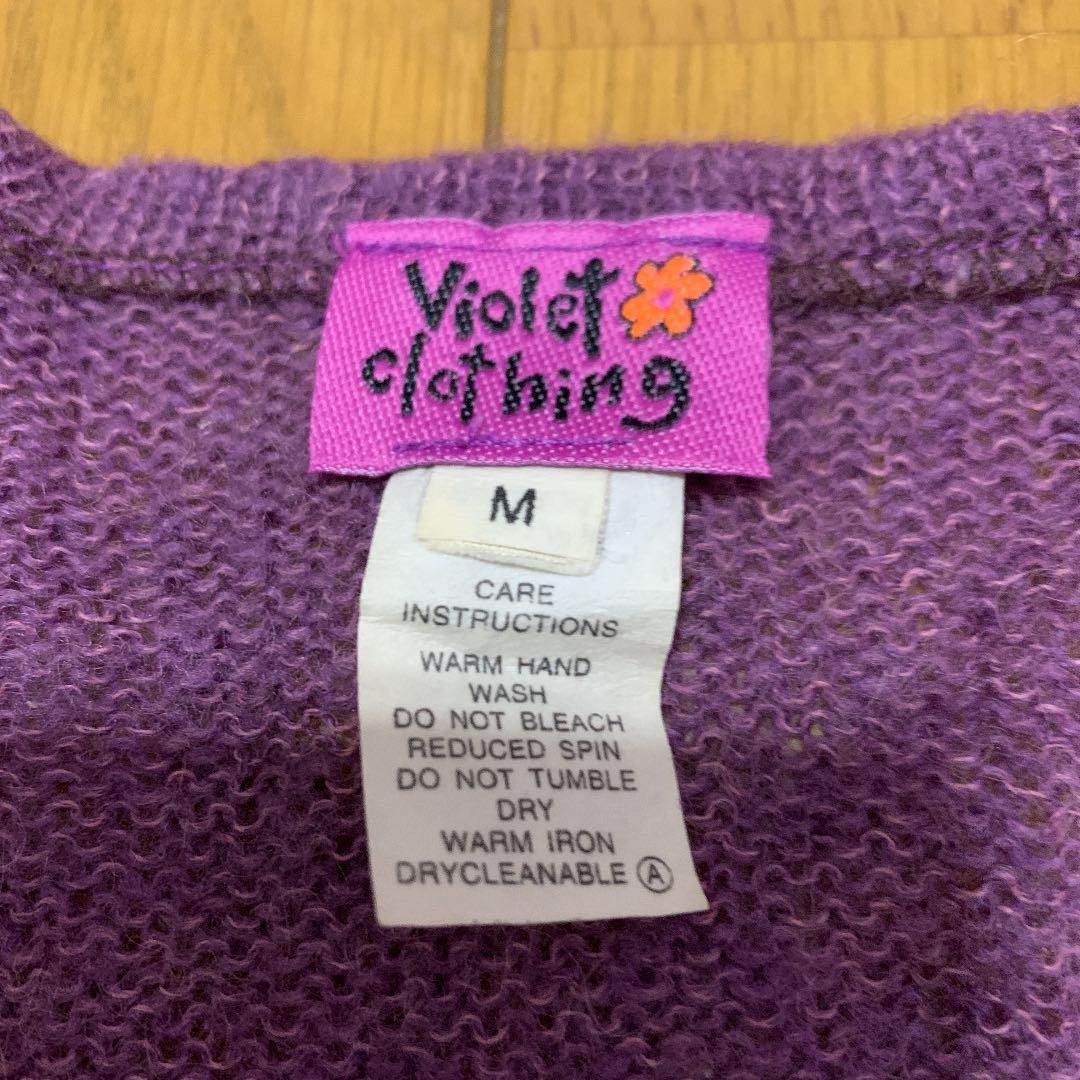 Violet
clothing
M
CARE
INSTRUCTIONS
WARM HAND
WASH
DO NOT BLEACH
REDUCED SPIN
DO NOT TUMBLE
DRY
WARM IRON
DRYCLEANABLE Ⓐ